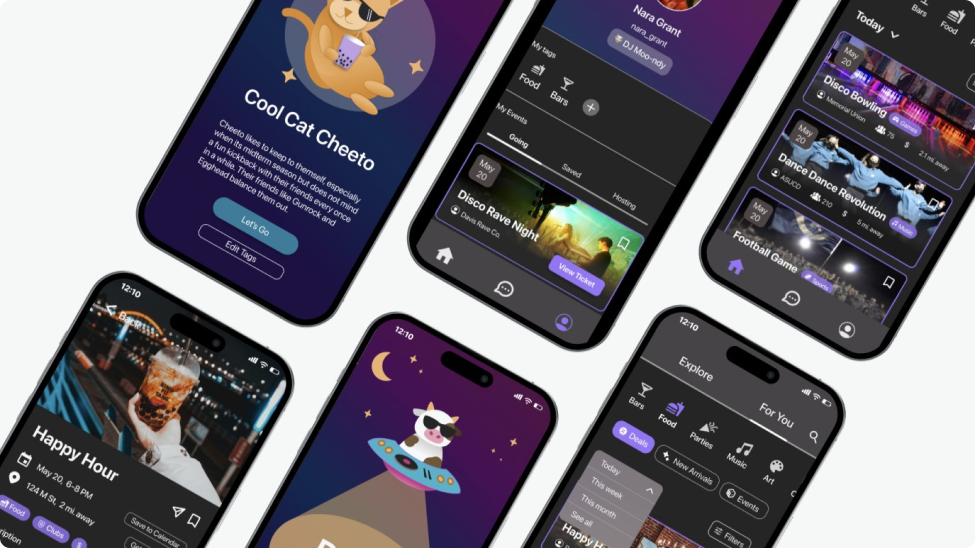 Cool Cat Cheeto
Cheeto likes to keep to themself, especially
when its midterm season but does not mind
a fun kickback with their friends every once
in a while. Their friends like Gunrock and
Egghead balance them out.
Let's Go
Edit Tags
Nara Grant
nara_grant
DJ Moo-ndy
My tags
Food
Bars
My Events
Going
Saved
Hosting
May
20
Disco Rave Night
Davis Rave Co.
View Ticket
Bars
Food
Today
May
20
Disco Bowling
Games
Memorial Union
75
$
2.1 mi. away
May
20
Dance Dance Revolution
Music
ASUCD
210
$
5 mi. away
May
20
Football Game
Sports
12:10
Back
Happy Hour
May 20, 6-8 PM
124 M St, 2 mi. away
Food
Clubs
$
Save to Calendar
12:10
12:10
Explore
For You
Bars
Food
Parties
Music
Art
Deals
New Arrivals
Events
Today
This week
This month
See all
Filters
Happy H